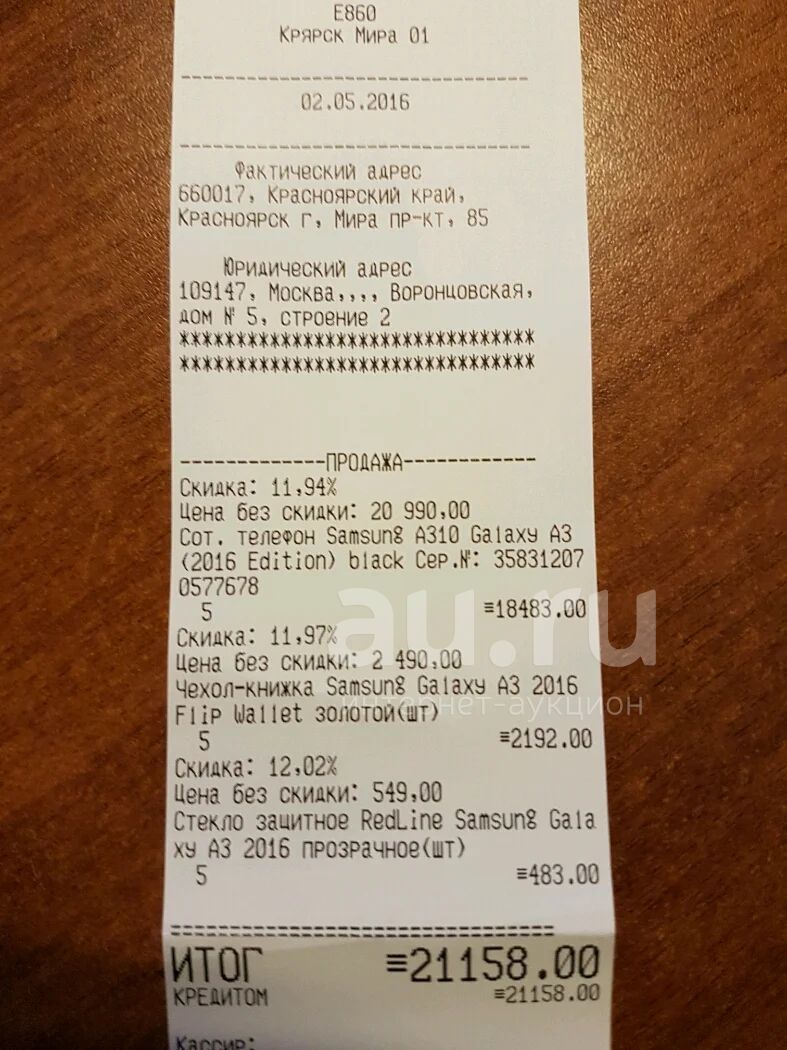 E860
Крярск Мира 01
------------------------------
02.05.2016
------------------------------
Фактический адрес
660017, Красноярский край,
Красноярск г, Мира пр-кт, 85
Юридический адрес
109147, Москва,,,, Воронцовская,
дом № 5, строение 2
********************************
********************************
-------------ПРОДАЖА------------
Скидка: 11,94%
Цена без скидки: 20 990,00
Сот. телефон Samsung A310 Galaxy A3
(2016 Edition) black Сер.№: 35831207
0577678
5 ≡18483.00
Скидка: 11,97%
Цена без скидки: 2 490,00
Чехол-книжка Samsung Galaxy A3 2016
Flip Wallet золотой(шт)
5 ≡2192.00
Скидка: 12,02%
Цена без скидки: 549,00
Стекло защитное RedLine Samsung Gala
xy A3 2016 прозрачное(шт)
5 ≡483.00
================================
ИТОГ ≡21158.00
КРЕДИТОМ ≡21158.00
Кассир:
au.ru
интернет-аукцион